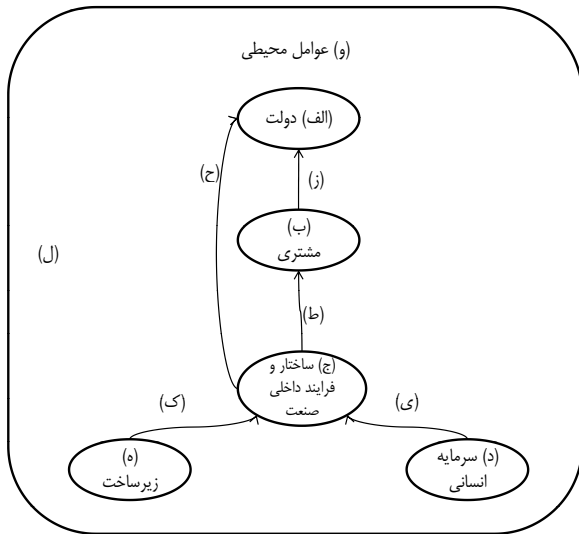 (و) عوامل محیطی
(الف) دولت
(ح)
(ز)
(ب)
مشتری
(ل)
(ط)
(ج) ساختار و
فرایند داخلی
صنعت
(ک)
(ی)
(ه)
زیرساخت
(د) سرمایه
انسانی